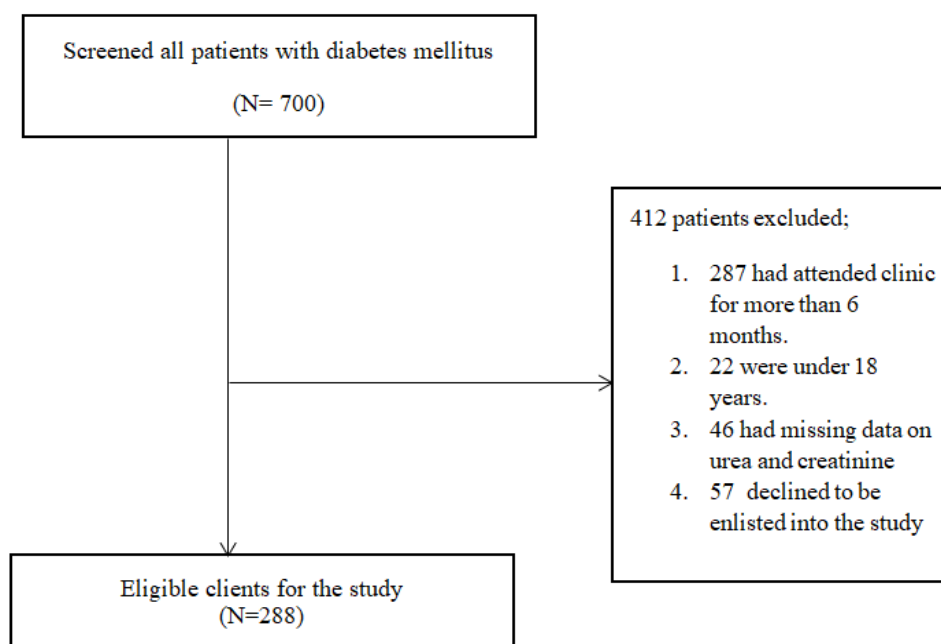 Screened all patients with diabetes mellitus
(N= 700)
412 patients excluded;
1. 287 had attended clinic
for more than 6
months.
2. 22 were under 18
years.
3. 46 had missing data on
urea and creatinine
4. 57 declined to be
enlisted into the study
Eligible clients for the study
(N=288)